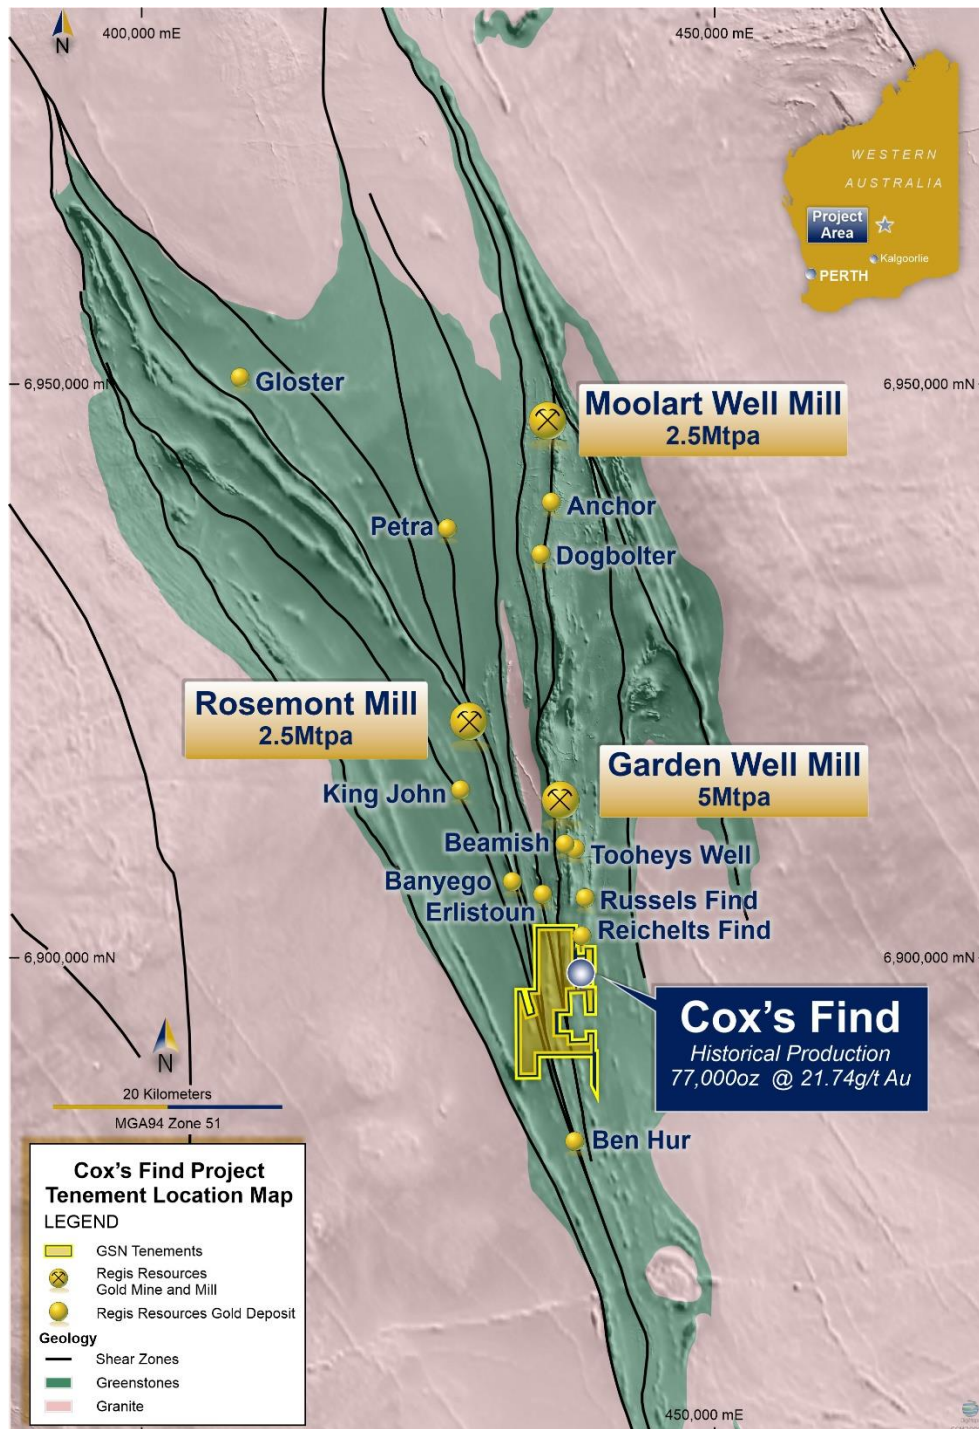 N
400,000 mE
450,000 mE
WESTERN
AUSTRALIA
Project
Area
Kalgoorlie
PERTH
6,950,000 mN
6,950,000 mN
Gloster
Moolart Well Mill
2.5Mtpa
Anchor
Petra
Dogbolter
Rosemont Mill
2.5Mtpa
Garden Well Mill
5Mtpa
King John
Beamish
Tooheys Well
Banyego
Erlistoun
Russels Find
Reichelts Find
6,900,000 mN
6,900,000 mN
Cox's Find
Historical Production
77,000oz @ 21.74g/t Au
N
20 Kilometers
MGA94 Zone 51
Ben Hur
Cox's Find Project
Tenement Location Map
LEGEND
GSN Tenements
Regis Resources
Gold Mine and Mill
Regis Resources Gold Deposit
Geology
Shear Zones
Greenstones
Granite
450,000 mE